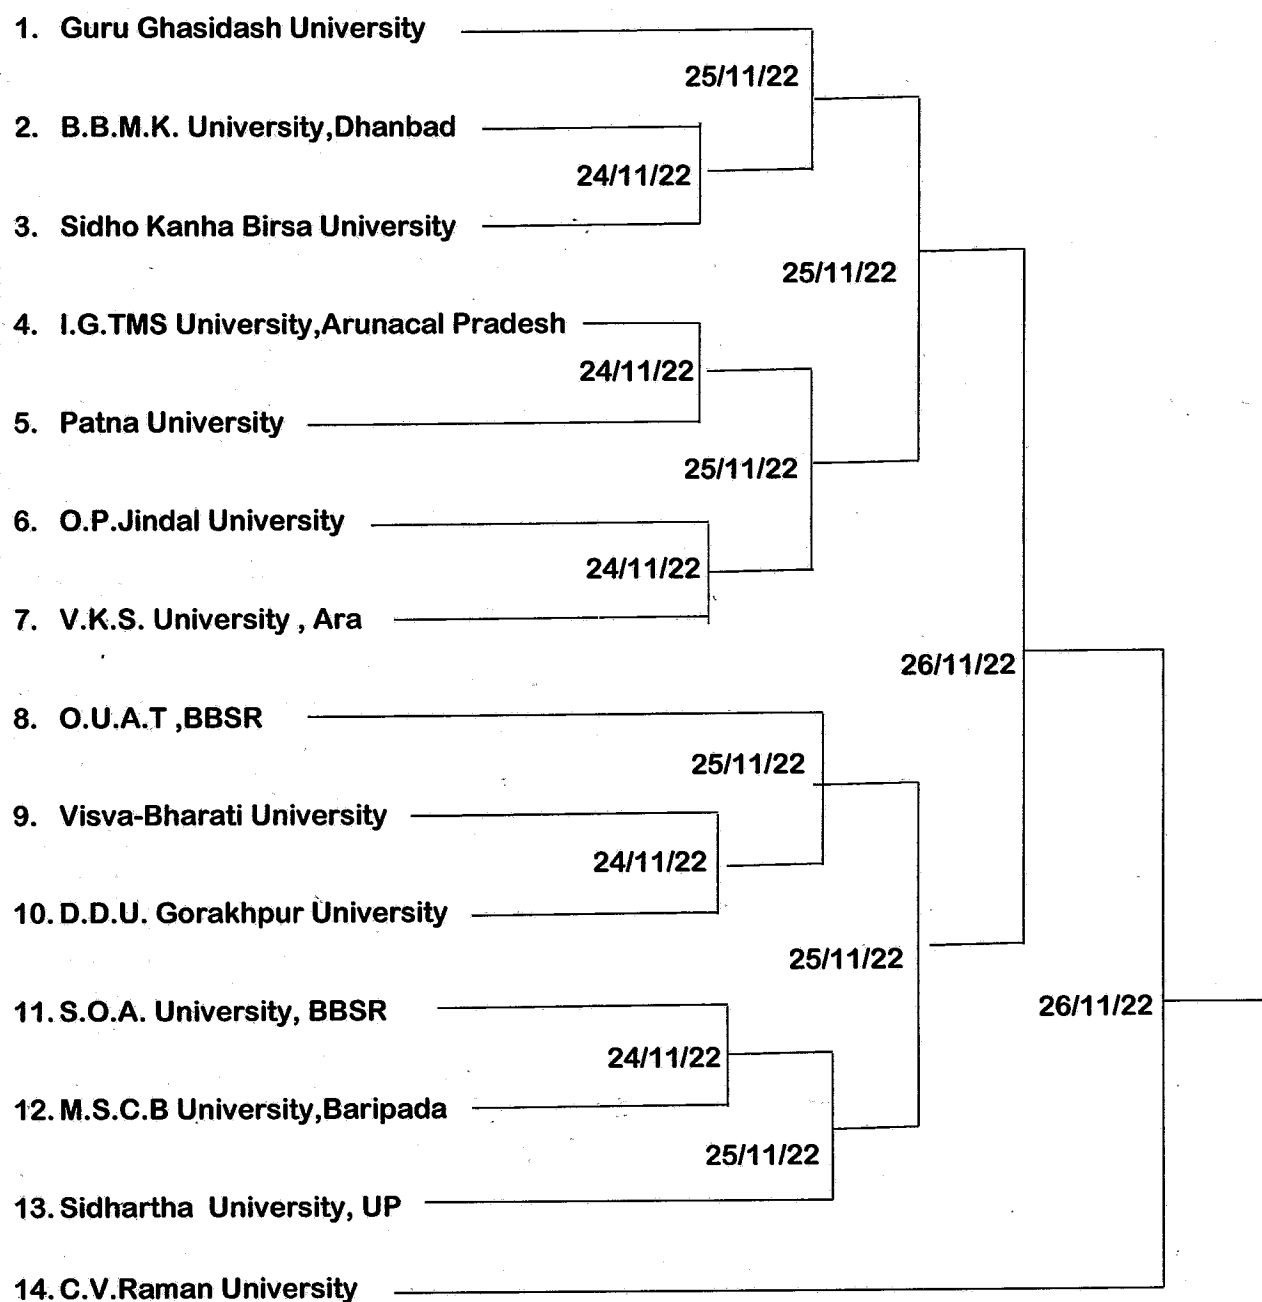 1. Guru Ghasidash University
25/11/22
2. B.B.M.K. University,Dhanbad
24/11/22
3. Sidho Kanha Birsa University
25/11/22
4. I.G.TMS University,Arunacal Pradesh
24/11/22
5. Patna University
25/11/22
6. O.P.Jindal University
24/11/22
7. V.K.S. University , Ara
26/11/22
8. O.U.A.T ,BBSR
25/11/22
9. Visva-Bharati University
24/11/22
10. D.D.U. Gorakhpur University
25/11/22
26/11/22
11. S.O.A. University, BBSR
24/11/22
12. M.S.C.B University,Baripada
25/11/22
13. Sidhartha University, UP
14. C.V.Raman University